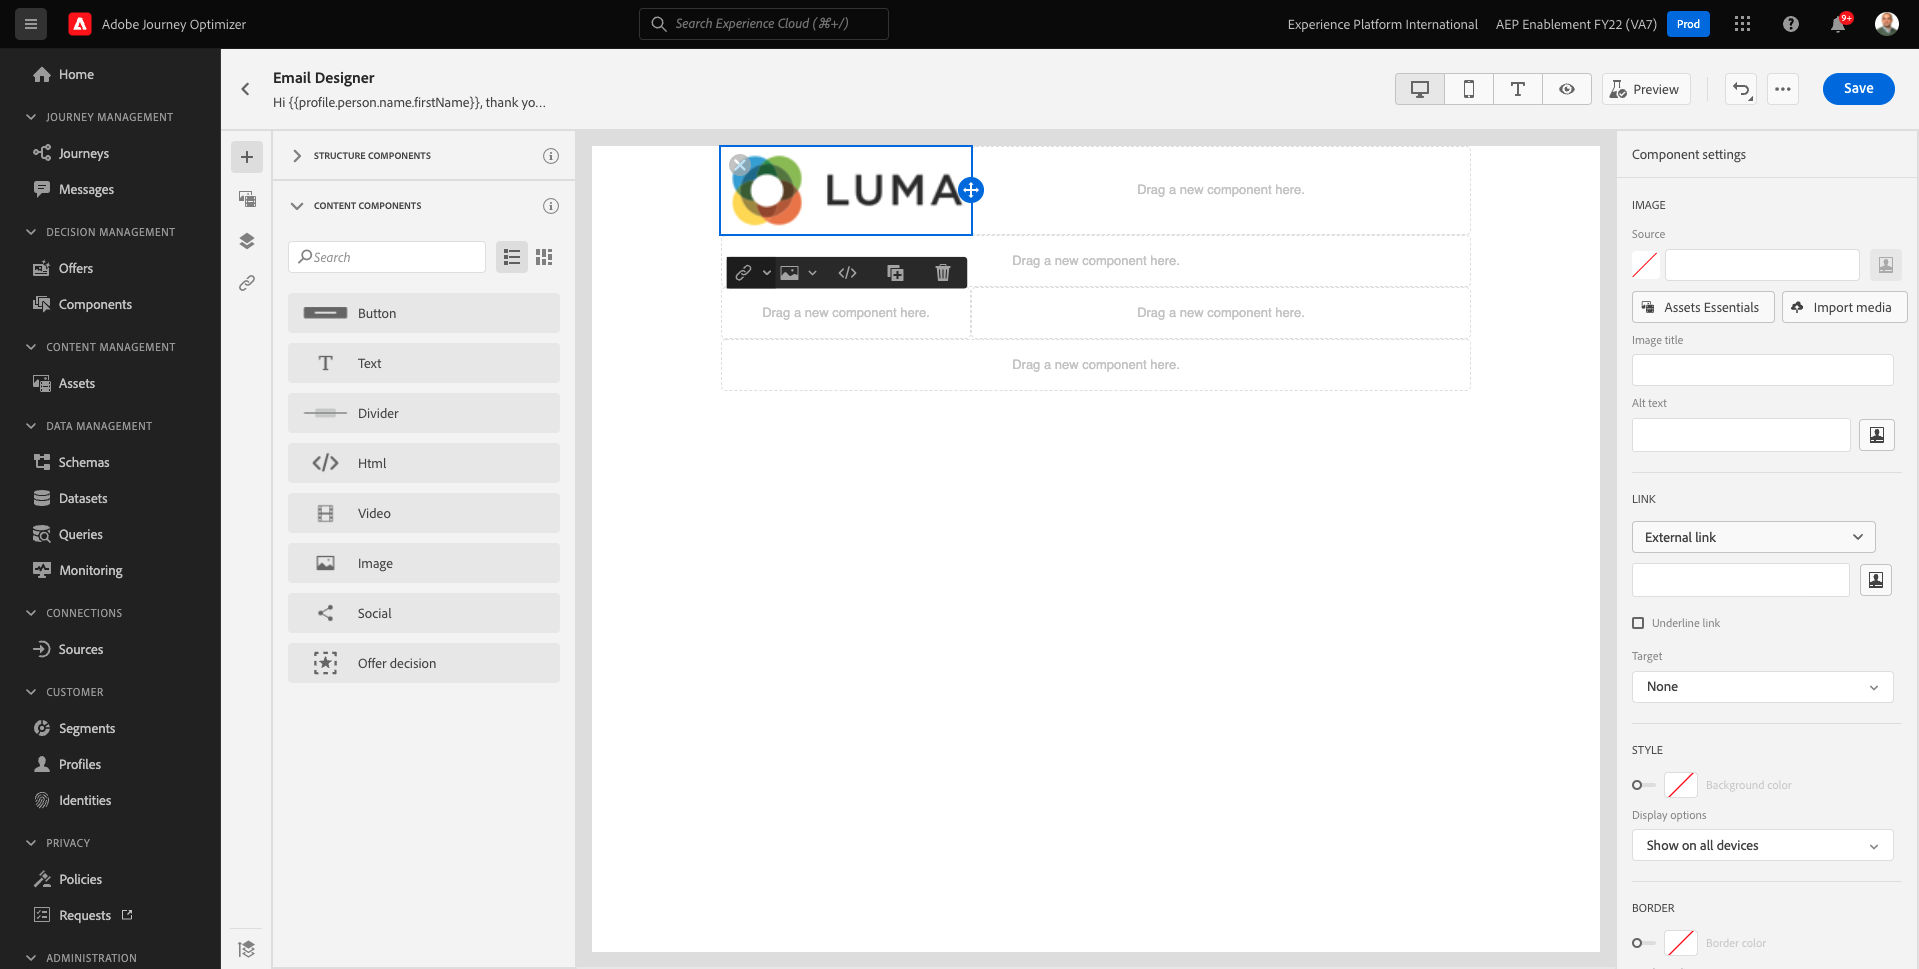 Adobe Journey Optimizer
Search Experience Cloud (⌘+/)
Experience Platform International
AEP Enablement FY22 (VA7)
Prod
9+
Home
JOURNEY MANAGEMENT
Journeys
Messages
DECISION MANAGEMENT
Offers
Components
CONTENT MANAGEMENT
Assets
DATA MANAGEMENT
Schemas
Datasets
Queries
Monitoring
CONNECTIONS
Sources
CUSTOMER
Segments
Profiles
Identities
PRIVACY
Policies
Requests
ADMINISTRATION
Email Designer
Hi {{profile.person.name.firstName}}, thank yo...
Preview
Save
STRUCTURE COMPONENTS
CONTENT COMPONENTS
Search
Button
Text
Divider
Html
Video
Image
Social
Offer decision
LUMA
Drag a new component here.
Drag a new component here.
Drag a new component here.
Drag a new component here.
Drag a new component here.
Component settings
IMAGE
Source
Assets Essentials
Import media
Image title
Alt text
LINK
External link
Underline link
Target
None
STYLE
Background color
Display options
Show on all devices
BORDER
Border color